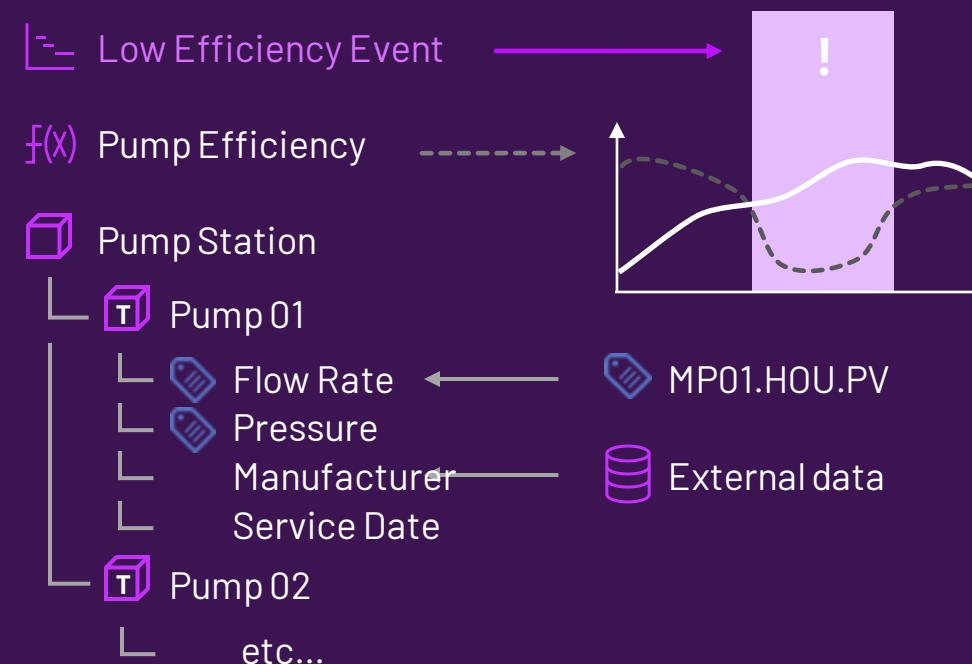 Low Efficiency Event
!
f(x) Pump Efficiency
Pump Station
T Pump 01
Flow Rate
MP01.HOU.PV
Pressure
Manufacturer
External data
Service Date
T Pump 02
etc...